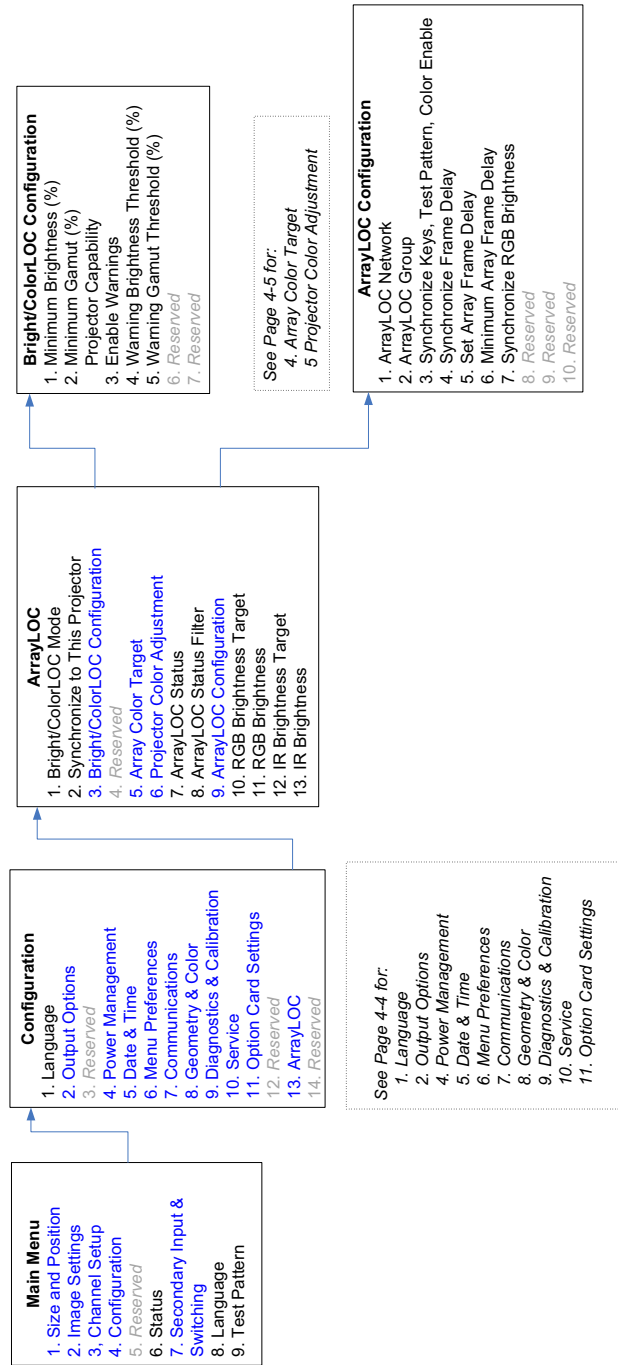 Main Menu
1. Size and Position
2. Image Settings
3, Channel Setup
4. Configuration
5. Reserved
6. Status
7. Secondary Input &
Switching
8. Language
9. Test Pattern
Configuration
1. Language
2. Output Options
3. Reserved
4. Power Management
5. Date & Time
6. Menu Preferences
7. Communications
8. Geometry & Color
9. Diagnostics & Calibration
10. Service
11. Option Card Settings
12. Reserved
13. ArrayLOC
14. Reserved
See Page 4-4 for:
1. Language
2. Output Options
4. Power Management
5. Date & Time
6. Menu Preferences
7. Communications
8. Geometry & Color
9. Diagnostics & Calibration
10. Service
11. Option Card Settings
ArrayLOC
1. Bright/ColorLOC Mode
2. Synchronize to This Projector
3. Bright/ColorLOC Configuration
4. Reserved
5. Array Color Target
6. Projector Color Adjustment
7. ArrayLOC Status
8. ArrayLOC Status Filter
9. ArrayLOC Configuration
10. RGB Brightness Target
11. RGB Brightness
12. IR Brightness Target
13. IR Brightness
Bright/ColorLOC Configuration
1. Minimum Brightness (%)
2. Minimum Gamut (%)
Projector Capability
3. Enable Warnings
4. Warning Brightness Threshold (%)
5. Warning Gamut Threshold (%)
6. Reserved
7. Reserved
See Page 4-5 for:
4. Array Color Target
5 Projector Color Adjustment
ArrayLOC Configuration
1. ArrayLOC Network
2. ArrayLOC Group
3. Synchronize Keys, Test Pattern, Color Enable
4. Synchronize Frame Delay
5. Set Array Frame Delay
6. Minimum Array Frame Delay
7. Synchronize RGB Brightness
8. Reserved
9. Reserved
10. Reserved